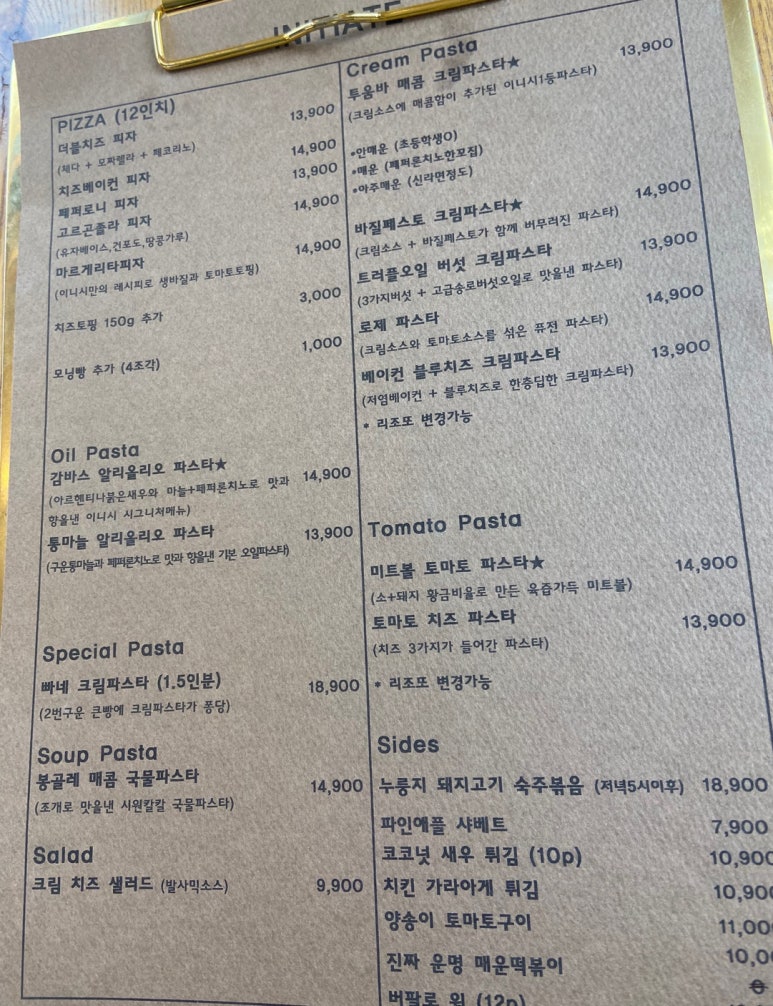 INITIATE
PIZZA (12인치)
더블치즈 피자 13,900
(체다 + 모짜렐라 + 페코리노)
치즈베이컨 피자 14,900
페퍼로니 피자 13,900
고르곤졸라 피자 14,900
(유자베이스,건포도,땅콩가루)
마르게리타피자 14,900
(이니시만의 레시피로 생바질과 토마토토핑)
치즈토핑 150g 추가 3,000
모닝빵 추가 (4조각) 1,000
Oil Pasta
감바스 알리올리오 파스타★ 14,900
(아르헨티나붉은새우와 마늘+페퍼론치노로 맛과
향을낸 이니시 시그니처메뉴)
통마늘 알리올리오 파스타 13,900
(구운통마늘과 페퍼론치노로 맛과 향을낸 기본 오일파스타)
Special Pasta
빠네 크림파스타 (1.5인분) 18,900
(2번구운 큰빵에 크림파스타가 퐁당)
Soup Pasta
봉골레 매콤 국물파스타 14,900
(조개로 맛을낸 시원칼칼 국물파스타)
Salad
크림 치즈 샐러드 (발사믹소스) 9,900
Cream Pasta
투움바 매콤 크림파스타★ 13,900
(크림소스에 매콤함이 추가된 이니시1등파스타)
*안매운 (초등학생O)
*매운 (페퍼론치노한꼬집)
*아주매운 (신라면정도)
바질페스토 크림파스타★ 14,900
(크림소스 + 바질페스토가 함께 버무려진 파스타)
트러플오일 버섯 크림파스타 13,900
(3가지버섯 + 고급송로버섯오일로 맛을낸 파스타)
로제 파스타 14,900
(크림소스와 토마토소스를 섞은 퓨전 파스타)
베이컨 블루치즈 크림파스타 13,900
(저염베이컨 + 블루치즈로 한층딥한 크림파스타)
* 리조또 변경가능
Tomato Pasta
미트볼 토마토 파스타★ 14,900
(소+돼지 황금비율로 만든 육즙가득 미트볼)
토마토 치즈 파스타 13,900
(치즈 3가지가 들어간 파스타)
* 리조또 변경가능
Sides
누룽지 돼지고기 숙주볶음 (저녁5시이후) 18,900
파인애플 샤베트 7,900
코코넛 새우 튀김 (10p) 10,900
치킨 가라아게 튀김 10,900
양송이 토마토구이 11,00
진짜 운명 매운떡볶이 10,0
버팔로 윙 (12p)